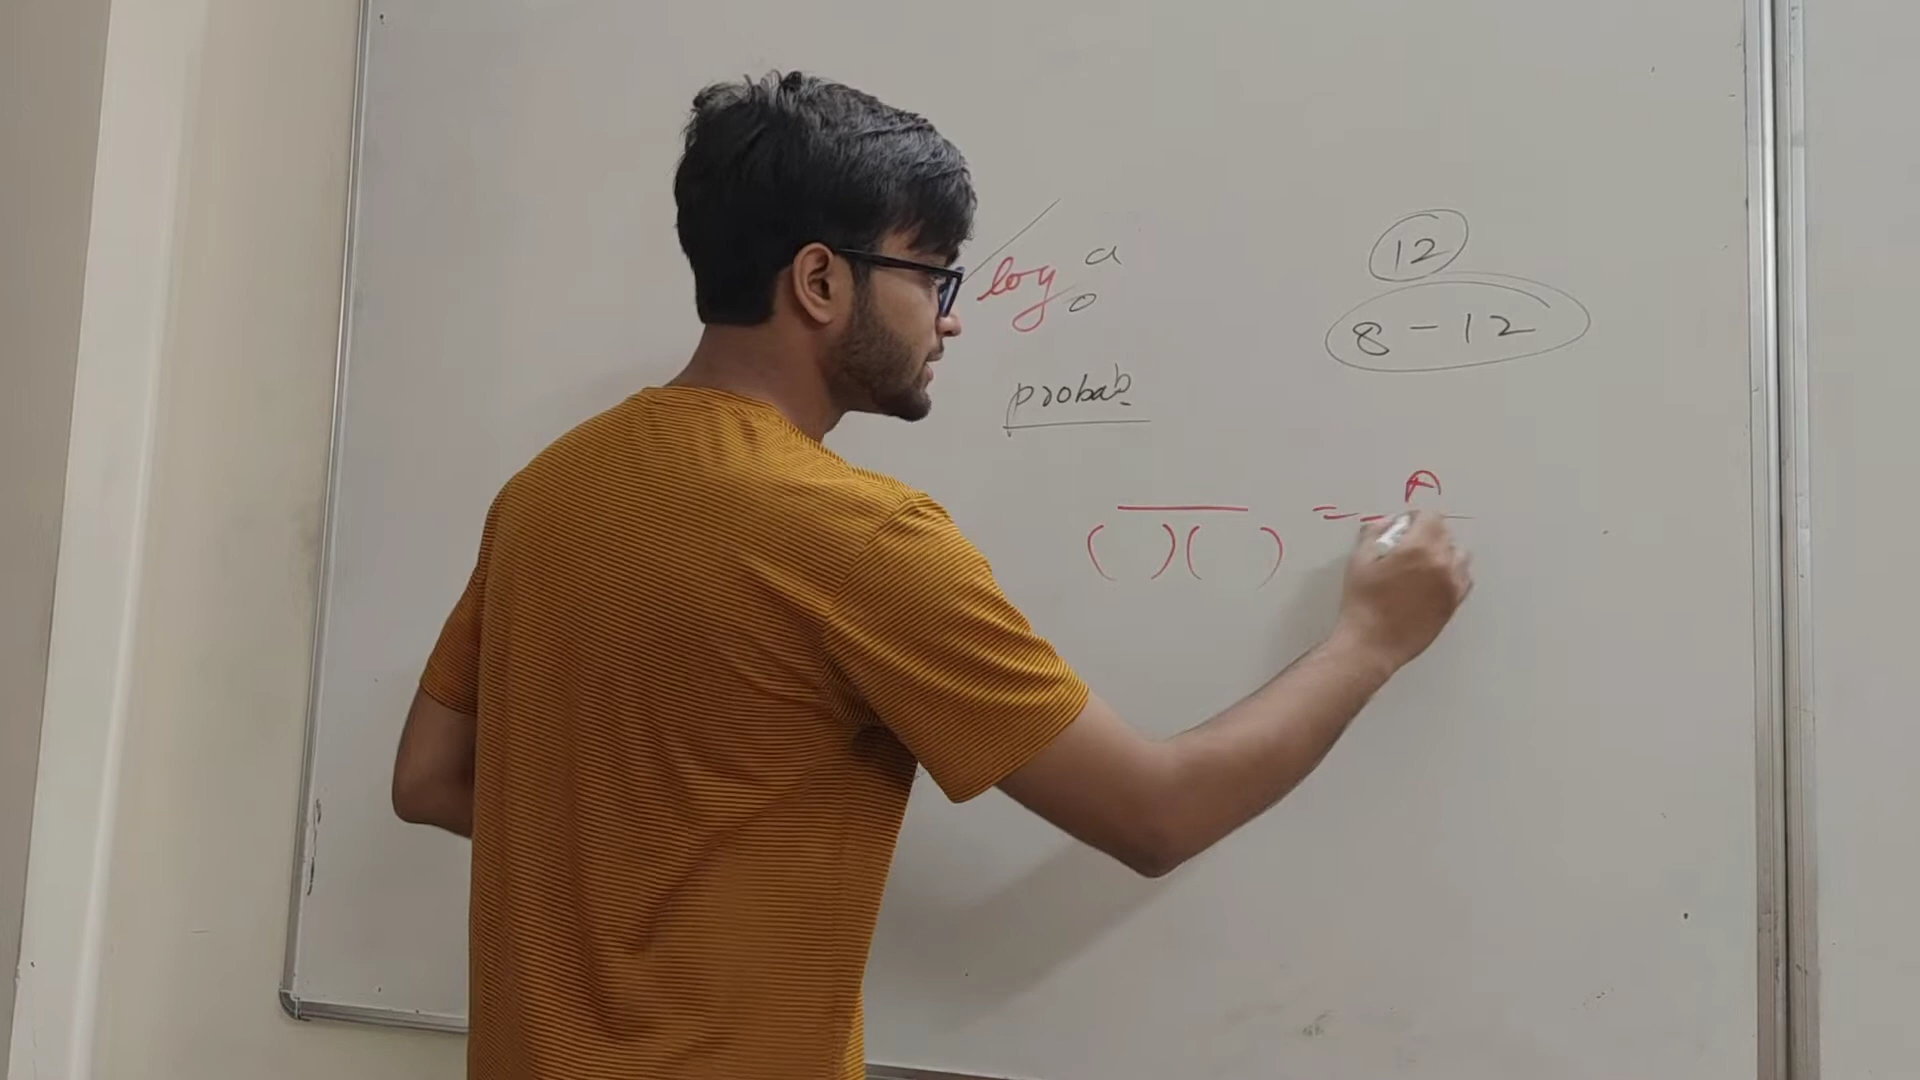 log a
b
12
8 - 12
probab
( )( ) = A